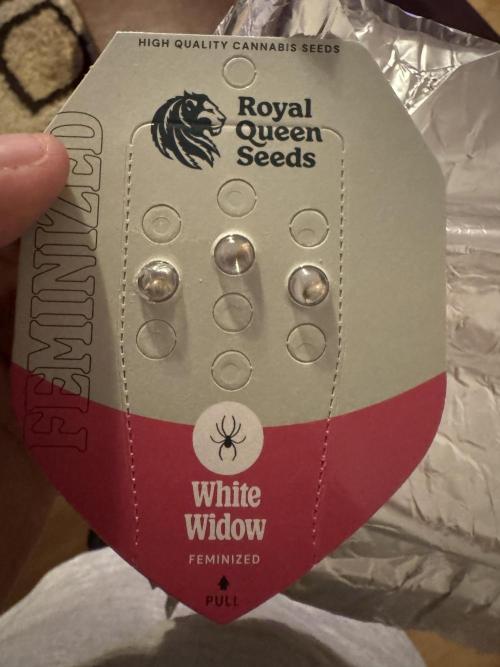 HIGH QUALITY CANNABIS SEEDS
Royal
Queen
Seeds
FEMINIZED
White
Widow
FEMINIZED
PULL